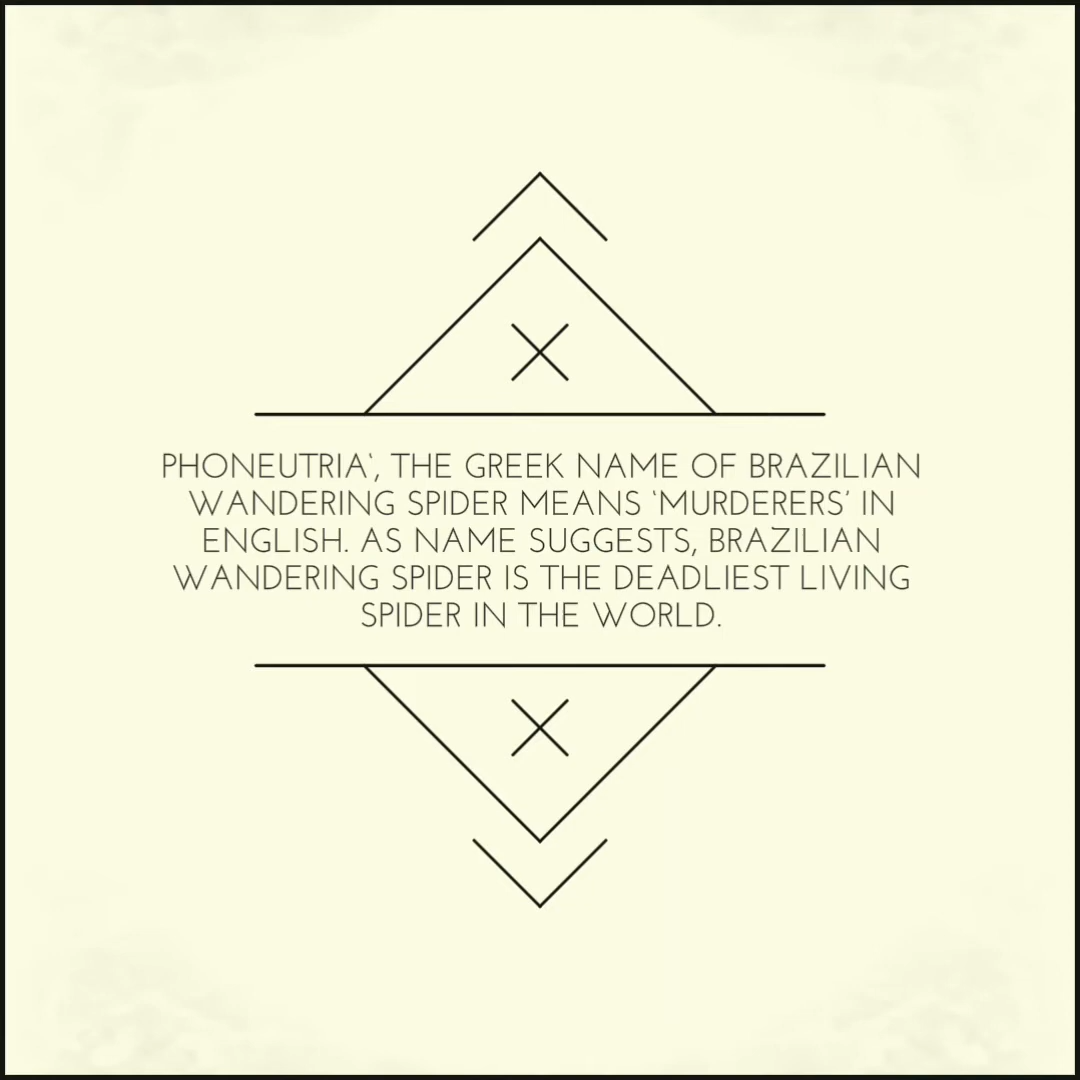 PHONEUTRIA‘, THE GREEK NAME OF BRAZILIAN
WANDERING SPIDER MEANS ‘MURDERERS’ IN
ENGLISH. AS NAME SUGGESTS, BRAZILIAN
WANDERING SPIDER IS THE DEADLIEST LIVING
SPIDER IN THE WORLD.